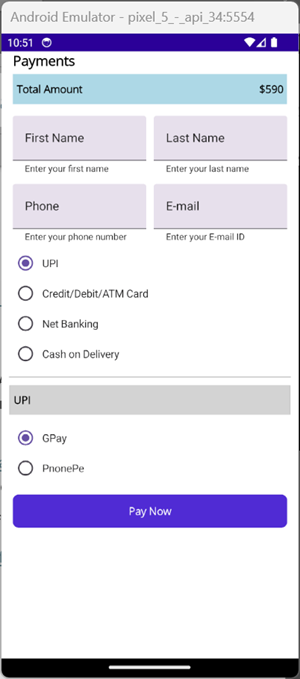 Android Emulator - pixel_5_-_api_34:5554
10:51
Payments
Total Amount $590
First Name Last Name
Enter your first name Enter your last name
Phone E-mail
Enter your phone number Enter your E-mail ID
UPI
Credit/Debit/ATM Card
Net Banking
Cash on Delivery
UPI
GPay
PnonePe
Pay Now